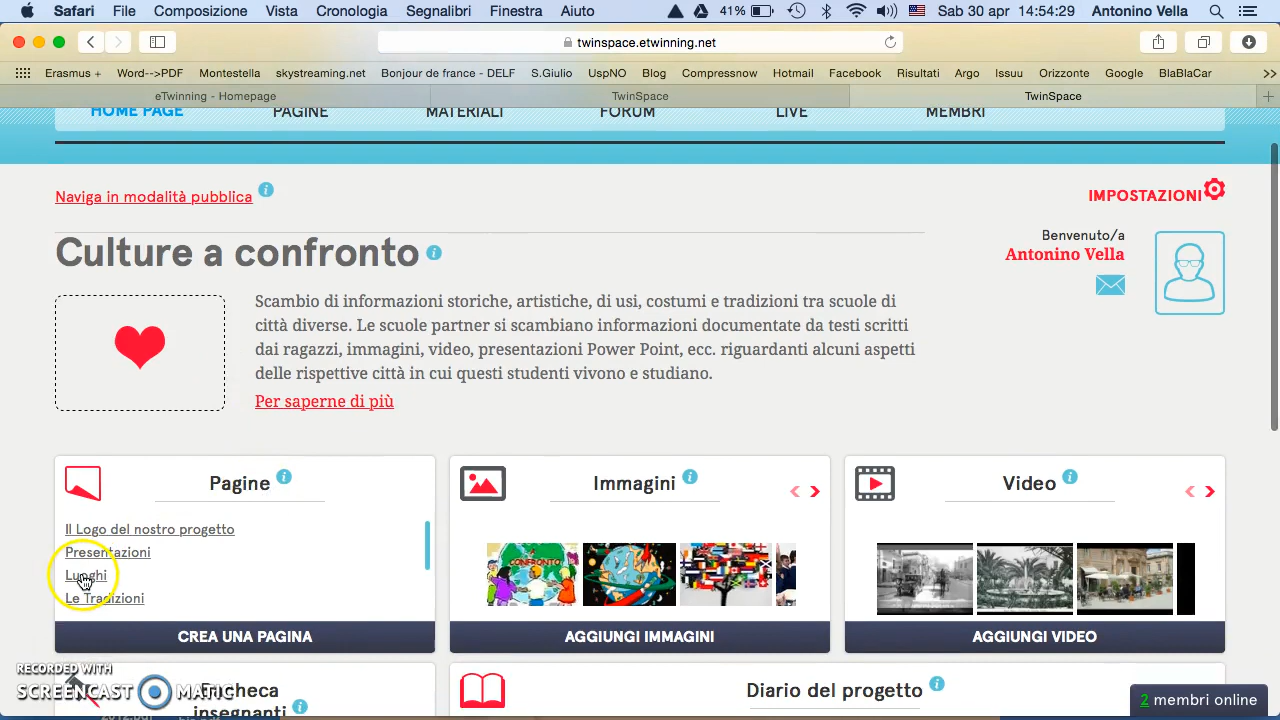 Safari File Composizione Vista Cronologia Segnalibri Finestra Aiuto 41% Sab 30 apr 14:54:29 Antonino Vella
twinspace.etwinning.net
Erasmus + Word-->PDF Montestella skystreaming.net Bonjour de france - DELF S.Giulio UspNO Blog Compressnow Hotmail Facebook Risultati Argo Issuu Orizzonte Google BlaBlaCar >>
eTwinning - Homepage TwinSpace TwinSpace
HOME PAGE PAGINE MATERIALI FORUM LIVE MEMBRI
Naviga in modalità pubblica i
IMPOSTAZIONI
Culture a confronto i
Benvenuto/a
Antonino Vella
Scambio di informazioni storiche, artistiche, di usi, costumi e tradizioni tra scuole di
città diverse. Le scuole partner si scambiano informazioni documentate da testi scritti
dai ragazzi, immagini, video, presentazioni Power Point, ecc. riguardanti alcuni aspetti
delle rispettive città in cui questi studenti vivono e studiano.
Per saperne di più
Pagine i
Il Logo del nostro progetto
Presentazioni
Luoghi
Le Tradizioni
CREA UNA PAGINA
Immagini i
CONFRONTO
AGGIUNGI IMMAGINI
Video i
AGGIUNGI VIDEO
RECORDED WITH
SCREENCAST MATIC
Bacheca
insegnanti i
Diario del progetto i
2 membri online